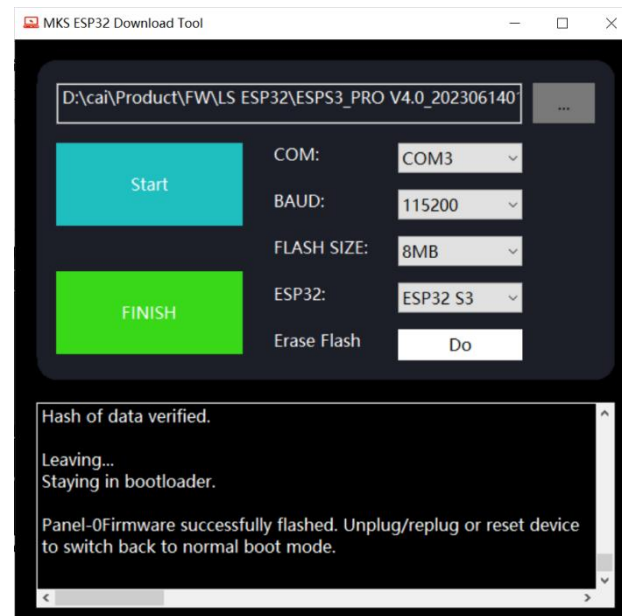 MKS ESP32 Download Tool
D:\cai\Product\FW\LS ESP32\ESPS3_PRO V4.0_2023061401
...
Start
COM:
COM3
BAUD:
115200
FLASH SIZE:
8MB
FINISH
ESP32:
ESP32 S3
Erase Flash
Do
Hash of data verified.
Leaving...
Staying in bootloader.
Panel-0Firmware successfully flashed. Unplug/replug or reset device
to switch back to normal boot mode.